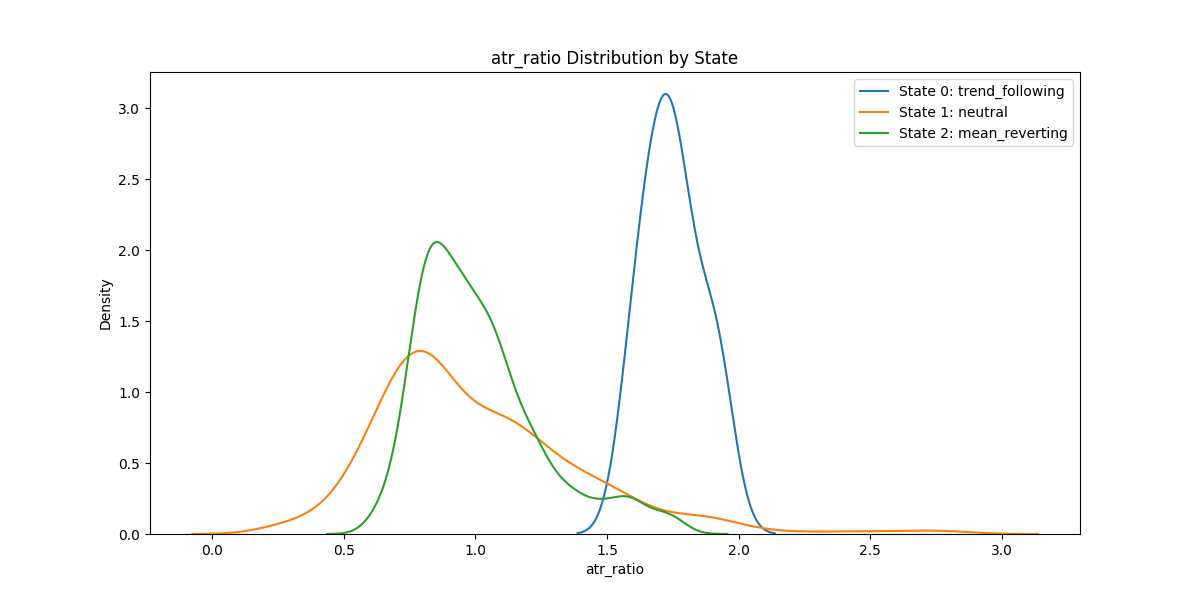 atr_ratio Distribution by State
State 0: trend_following
State 1: neutral
State 2: mean_reverting
Density
3.0
2.5
2.0
1.5
1.0
0.5
0.0
0.0 0.5 1.0 1.5 2.0 2.5 3.0
atr_ratio